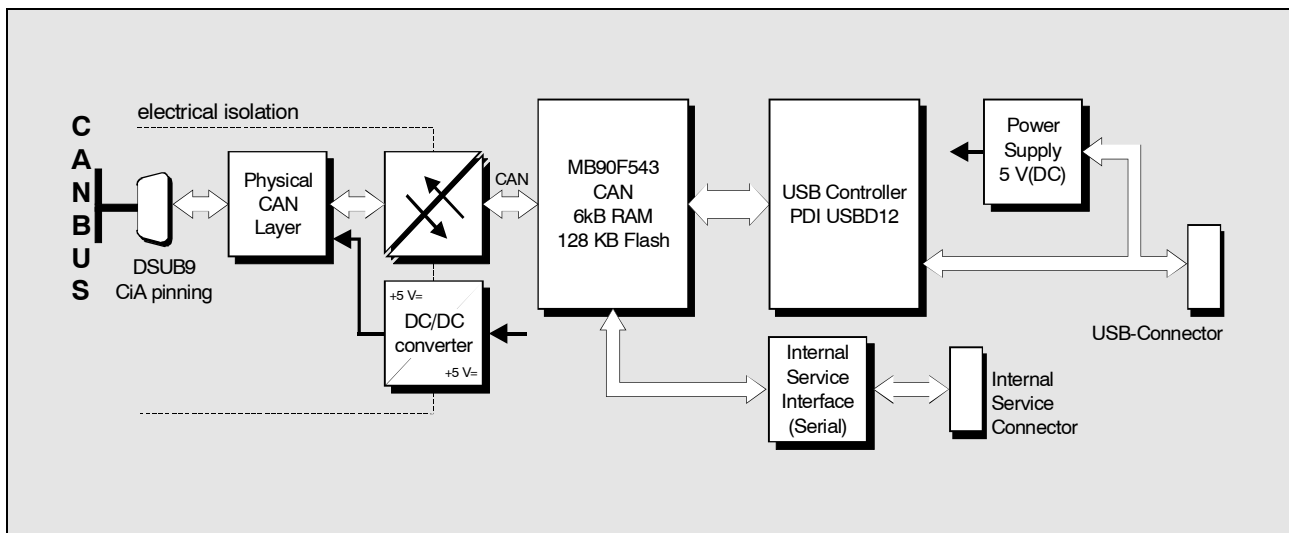 electrical isolation
C
A
N
B
U
S
DSUB9
CiA pinning
Physical
CAN
Layer
CAN
+5 V=
DC/DC
converter
+5 V=
MB90F543
CAN
6kB RAM
128 KB Flash
USB Controller
PDI USBD12
Power
Supply
5 V(DC)
USB-Connector
Internal
Service
Interface
(Serial)
Internal
Service
Connector